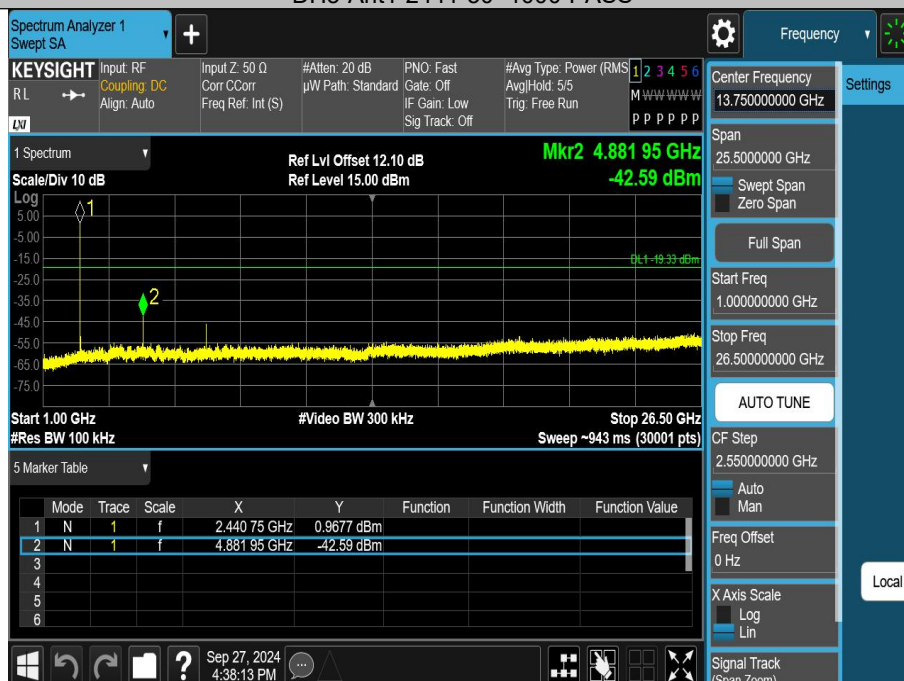 Spectrum Analyzer 1
Swept SA
Frequency
Settings
KEYSIGHT
R L
LXI
Input: RF
Coupling: DC
Align: Auto
Input Z: 50 Ω
Corr CCorr
Freq Ref: Int (S)
#Atten: 20 dB
µW Path: Standard
PNO: Fast
Gate: Off
IF Gain: Low
Sig Track: Off
#Avg Type: Power (RMS
Avg|Hold: 5/5
Trig: Free Run
1 2 3 4 5 6
M W W W W W
P P P P P P
1 Spectrum
Scale/Div 10 dB
Ref Lvl Offset 12.10 dB
Ref Level 15.00 dBm
Mkr2 4.881 95 GHz
-42.59 dBm
Log
5.00
-5.00
-15.0
-25.0
-35.0
-45.0
-55.0
-65.0
-75.0
1
2
DL1 -19.33 dBm
Start 1.00 GHz
#Video BW 300 kHz
Stop 26.50 GHz
#Res BW 100 kHz
Sweep ~943 ms (30001 pts)
5 Marker Table
Mode Trace Scale X Y Function Function Width Function Value
1 N 1 f 2.440 75 GHz 0.9677 dBm
2 N 1 f 4.881 95 GHz -42.59 dBm
3
4
5
6
Sep 27, 2024
4:38:13 PM
Center Frequency
13.750000000 GHz
Span
25.5000000 GHz
Swept Span
Zero Span
Full Span
Start Freq
1.000000000 GHz
Stop Freq
26.500000000 GHz
AUTO TUNE
CF Step
2.550000000 GHz
Auto
Man
Freq Offset
0 Hz
X Axis Scale
Log
Lin
Signal Track
(Span Zoom)
Local